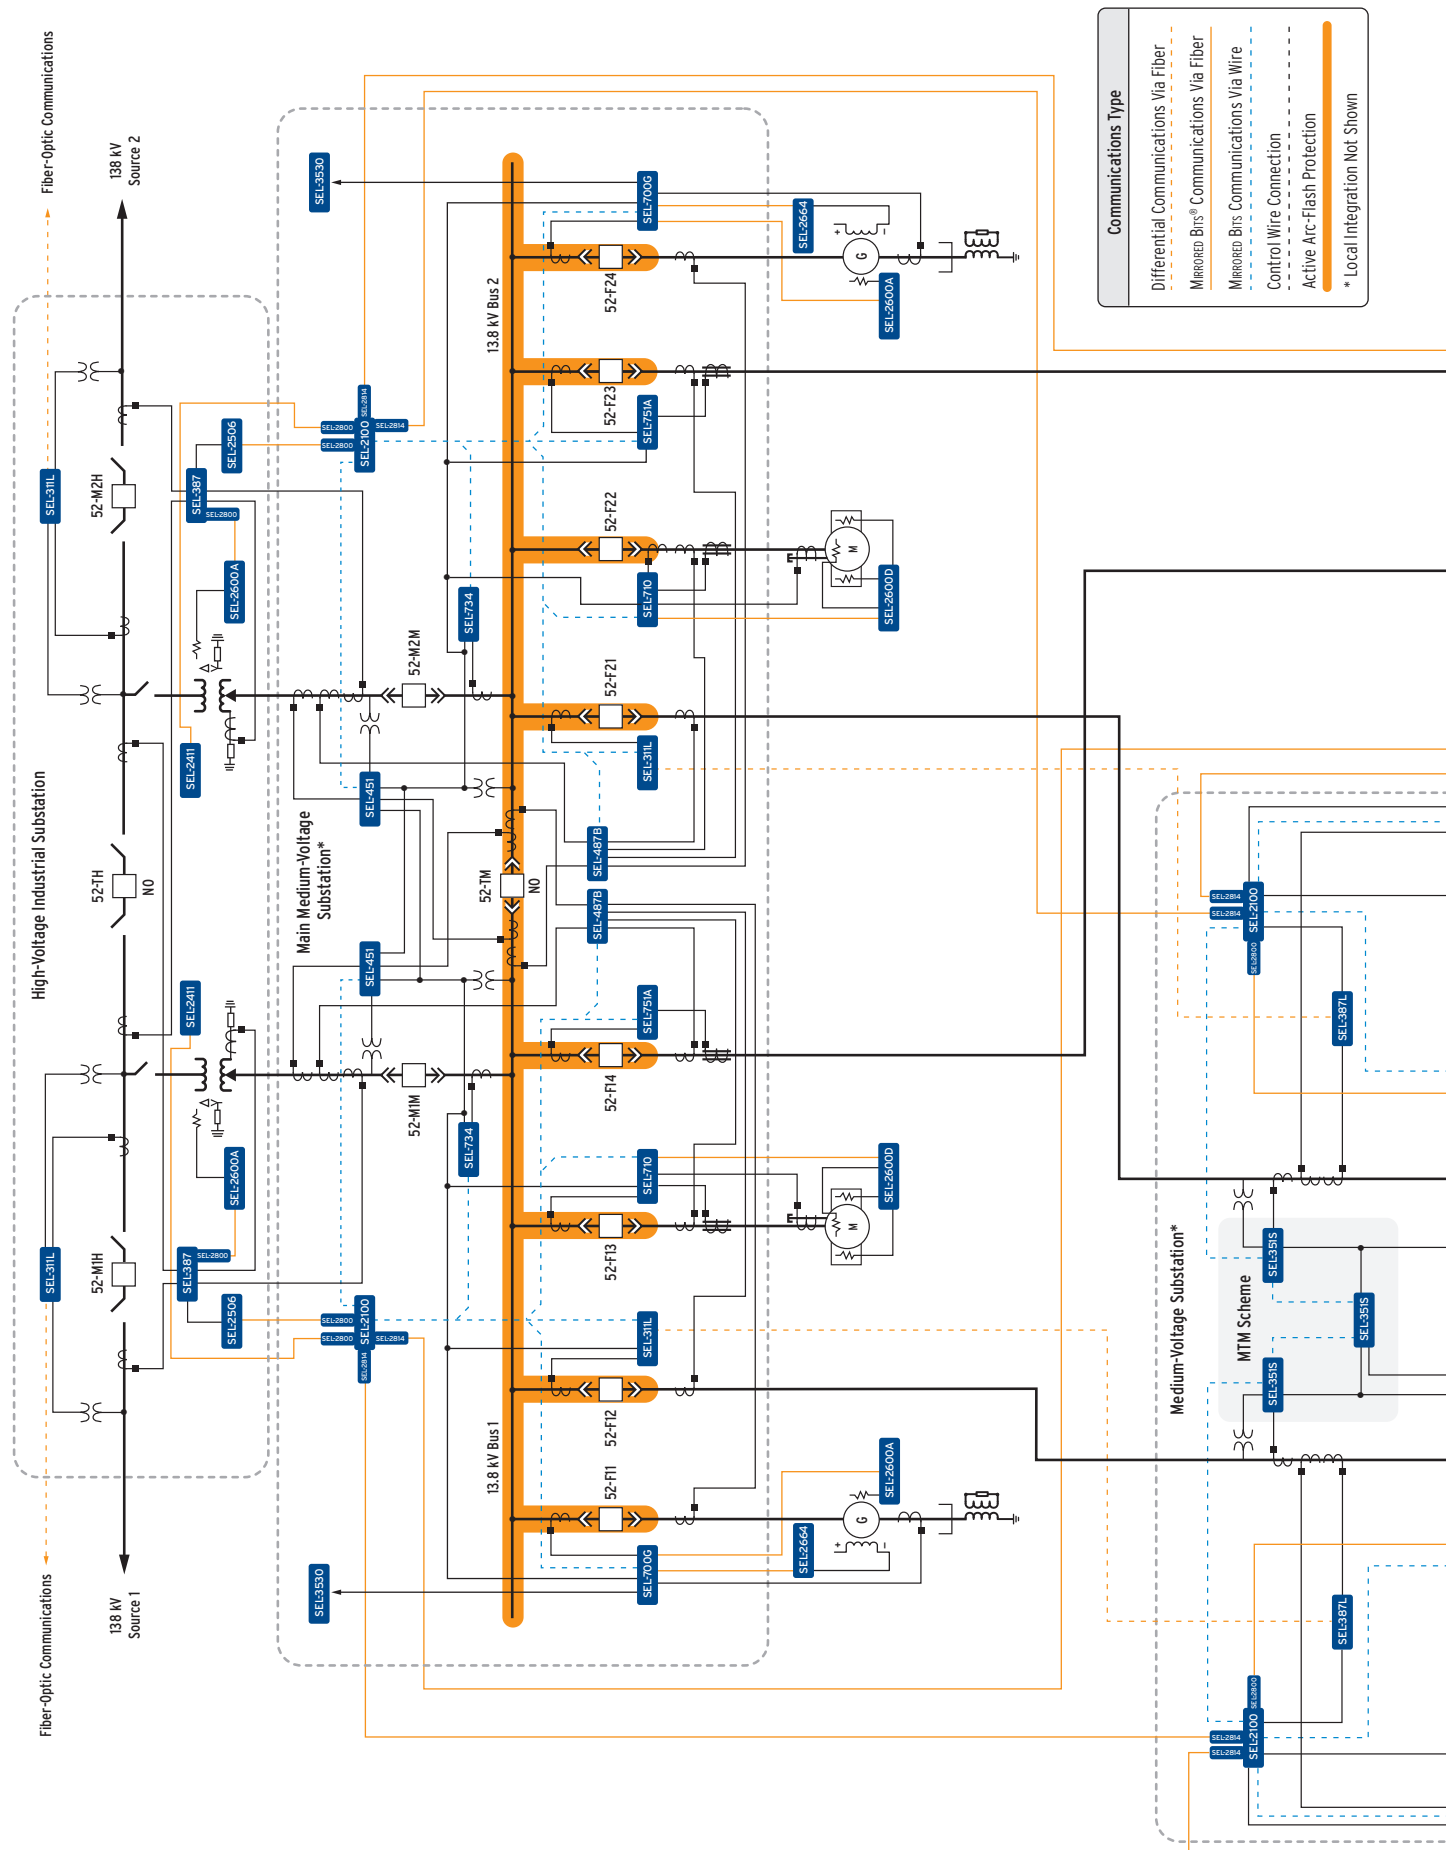 Fiber-Optic Communications
138 kV
Source 1
Fiber-Optic Communications
138 kV
Source 2
High-Voltage Industrial Substation
SEL-311L
52-M1H
52-TH
NO
52-M2H
SEL-311L
SEL-387
SEL-2800
SEL-2506
SEL-2600A
SEL-2411
SEL-2411
SEL-2600A
SEL-387
SEL-2800
SEL-2506
Main Medium-Voltage
Substation*
SEL-3530
SEL-3530
SEL-2800
SEL-2800
SEL-2100
SEL-2814
SEL-2814
SEL-451
SEL-451
SEL-2800
SEL-2800
SEL-2100
SEL-2814
SEL-2814
52-M1M
52-M2M
SEL-734
SEL-734
13.8 kV Bus 1
52-TM
NO
13.8 kV Bus 2
52-F11
52-F12
52-F13
52-F14
52-F21
52-F22
52-F23
52-F24
SEL-487B
SEL-487B
SEL-700G
SEL-311L
SEL-710
SEL-751A
SEL-311L
SEL-710
SEL-751A
SEL-700G
SEL-2664
SEL-2664
+
–
G
M
M
+
–
G
SEL-2600A
SEL-2600D
SEL-2600D
SEL-2600A
Communications Type
Differential Communications Via Fiber
MIRRORED BITS® Communications Via Fiber
MIRRORED BITS Communications Via Wire
Control Wire Connection
Active Arc-Flash Protection
* Local Integration Not Shown
Medium-Voltage Substation*
SEL-2814
SEL-2814
SEL-2100
SEL-2800
SEL-2814
SEL-2814
SEL-2100
SEL-2800
MTM Scheme
SEL-351S
SEL-351S
SEL-351S
SEL-387L
SEL-387L